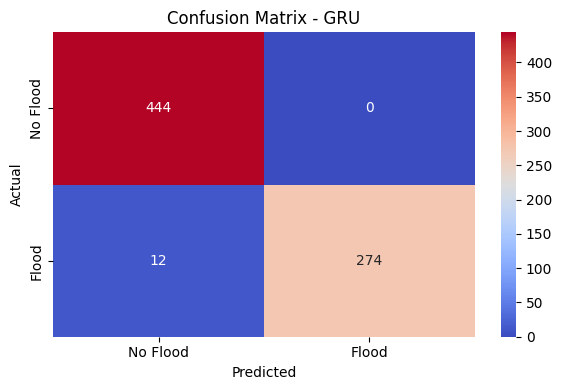 Confusion Matrix - GRU
No Flood
Flood
Actual
444
0
12
274
No Flood
Flood
Predicted
400
350
300
250
200
150
100
50
0